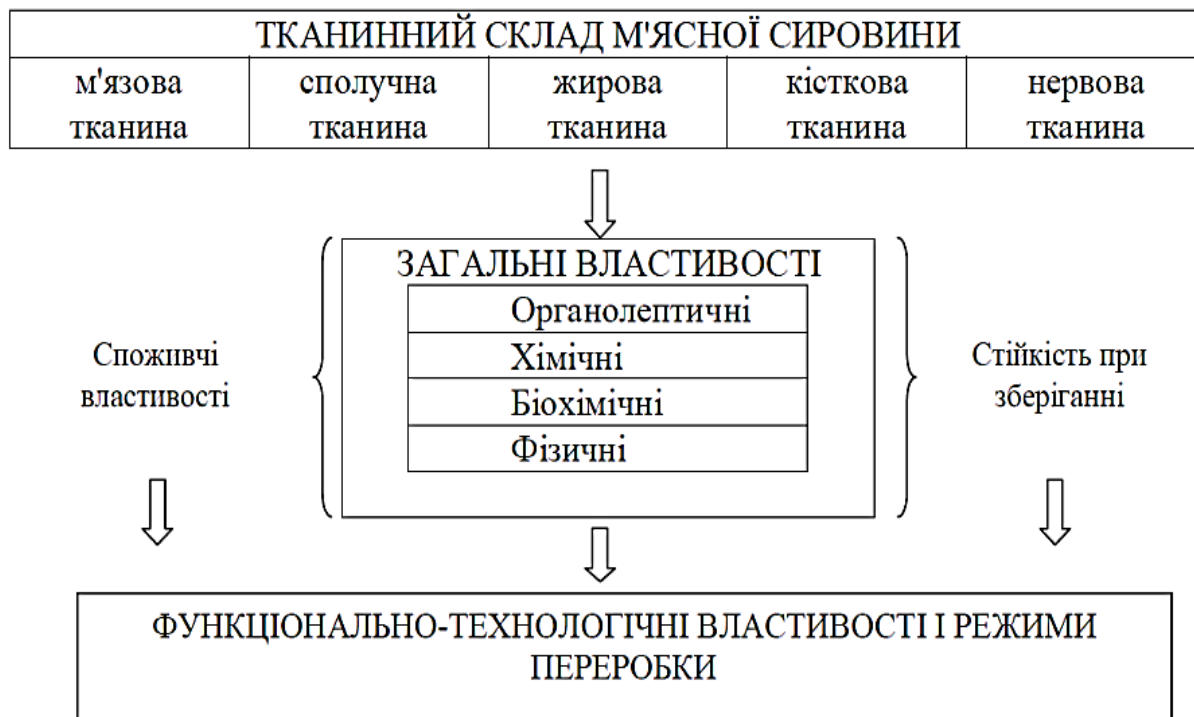 ТКАНИННИЙ СКЛАД М'ЯСНОЇ СИРОВИНИ
м'язова тканина
сполучна тканина
жирова тканина
кісткова тканина
нервова тканина
ЗАГАЛЬНІ ВЛАСТИВОСТІ
Органолептичні
Хімічні
Біохімічні
Фізичні
Споживчі
властивості
Стійкість при
зберіганні
ФУНКЦІОНАЛЬНО-ТЕХНОЛОГІЧНІ ВЛАСТИВОСТІ І РЕЖИМИ
ПЕРЕРОБКИ